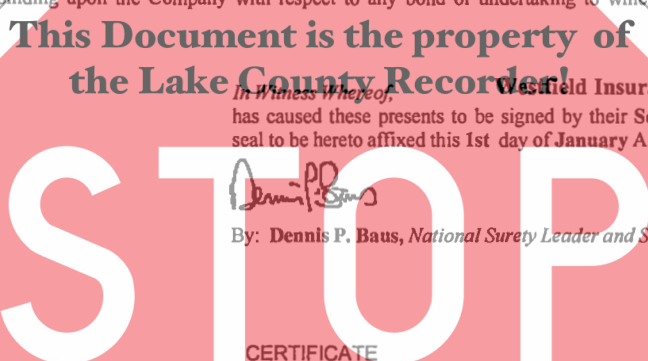 upon the Company with respect to any bond or undertaking to
This Document is the property of
the Lake County Recorder!
In Witness Whereof, Westfield Insur
has caused these presents to be signed by their S
seal to be hereto affixed this 1st day of January A
Dennis P. Baus
By: Dennis P. Baus, National Surety Leader and S
STOP
CERTIFICATE